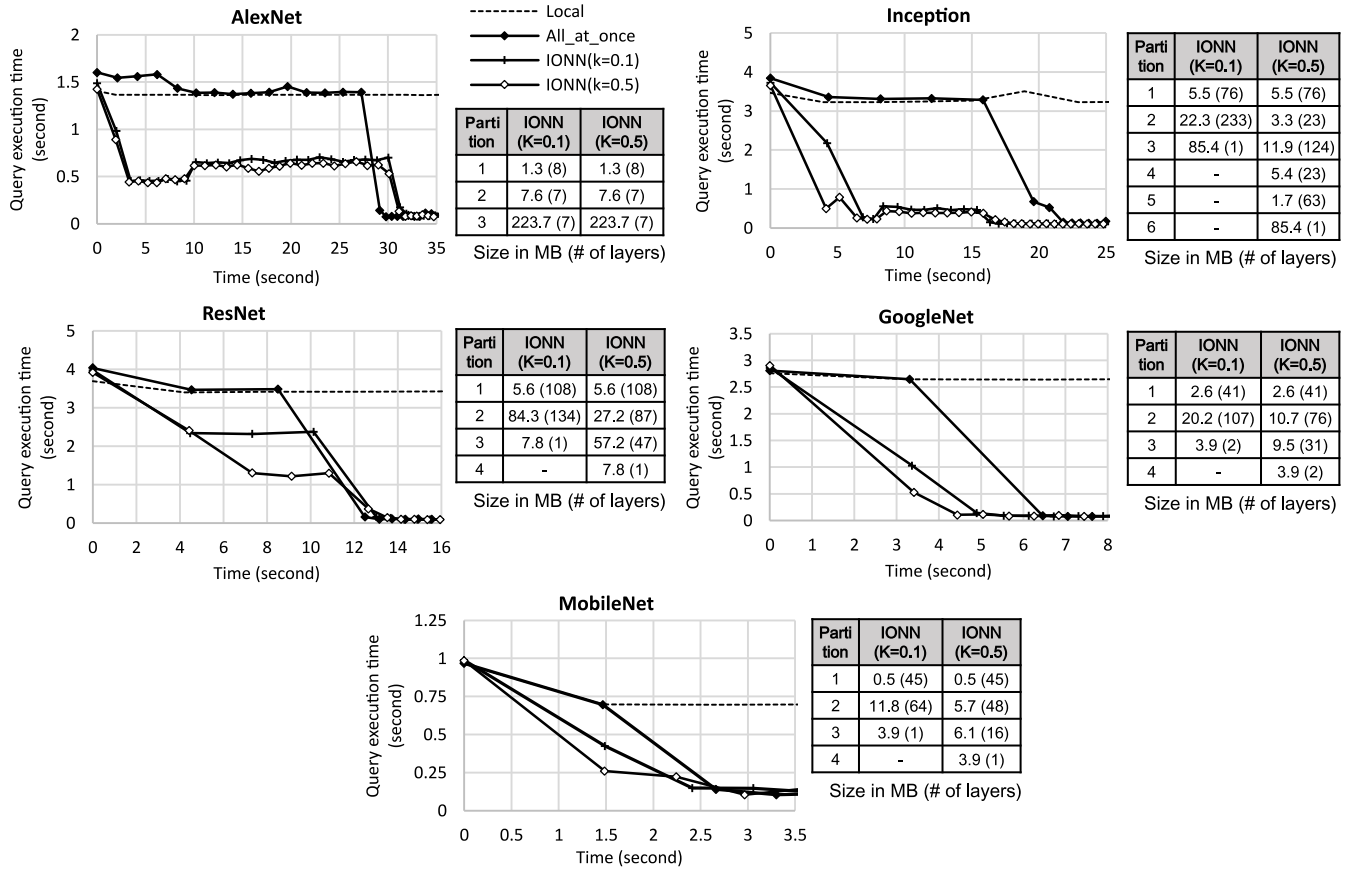 AlexNet
Query execution time
(second)
2
1.5
1
0.5
0
0 5 10 15 20 25 30 35
Time (second)
Local
All_at_once
IONN(k=0.1)
IONN(k=0.5)
Parti tion IONN (K=0.1) IONN (K=0.5)
1 1.3 (8) 1.3 (8)
2 7.6 (7) 7.6 (7)
3 223.7 (7) 223.7 (7)
Size in MB (# of layers)
Inception
Query execution time
(second)
5
4
3
2
1
0
0 5 10 15 20 25
Time (second)
Parti tion IONN (K=0.1) IONN (K=0.5)
1 5.5 (76) 5.5 (76)
2 22.3 (233) 3.3 (23)
3 85.4 (1) 11.9 (124)
4 - 5.4 (23)
5 - 1.7 (63)
6 - 85.4 (1)
Size in MB (# of layers)
ResNet
Query execution time
(second)
5
4
3
2
1
0
0 2 4 6 8 10 12 14 16
Time (second)
Parti tion IONN (K=0.1) IONN (K=0.5)
1 5.6 (108) 5.6 (108)
2 84.3 (134) 27.2 (87)
3 7.8 (1) 57.2 (47)
4 - 7.8 (1)
Size in MB (# of layers)
GoogleNet
Query execution time
(second)
3.5
3
2.5
2
1.5
1
0.5
0
0 1 2 3 4 5 6 7 8
Time (second)
Parti tion IONN (K=0.1) IONN (K=0.5)
1 2.6 (41) 2.6 (41)
2 20.2 (107) 10.7 (76)
3 3.9 (2) 9.5 (31)
4 - 3.9 (2)
Size in MB (# of layers)
MobileNet
Query execution time
(second)
1.25
1
0.75
0.5
0.25
0
0 0.5 1 1.5 2 2.5 3 3.5
Time (second)
Parti tion IONN (K=0.1) IONN (K=0.5)
1 0.5 (45) 0.5 (45)
2 11.8 (64) 5.7 (48)
3 3.9 (1) 6.1 (16)
4 - 3.9 (1)
Size in MB (# of layers)